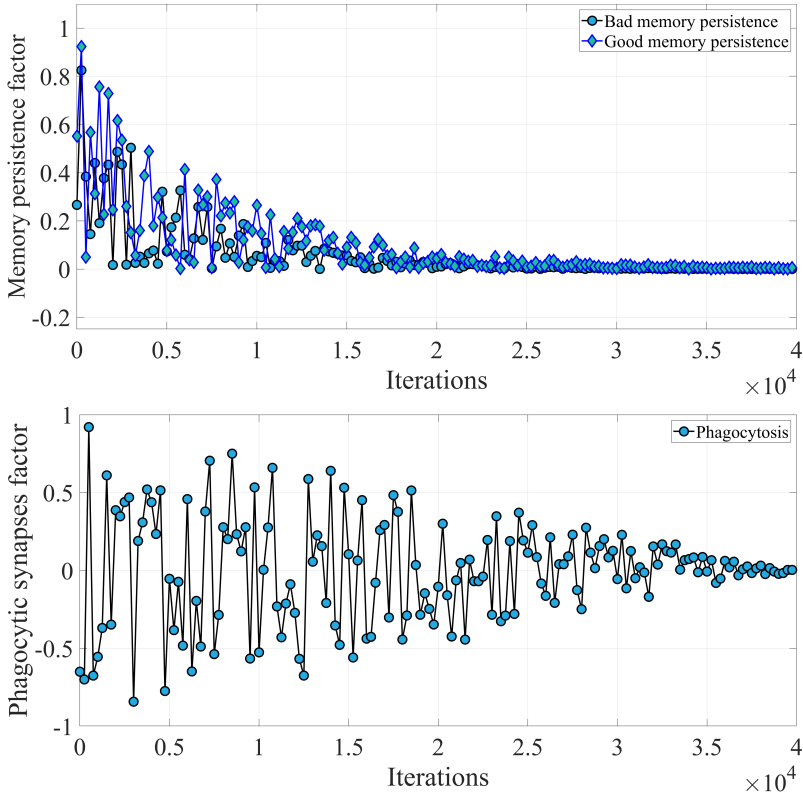 Memory persistence factor
1
0.8
0.6
0.4
0.2
0
-0.2
Bad memory persistence
Good memory persistence
0 0.5 1 1.5 2 2.5 3 3.5 4
Iterations
×10^4
Phagocytic synapses factor
1
0.5
0
-0.5
-1
Phagocytosis
0 0.5 1 1.5 2 2.5 3 3.5 4
Iterations
×10^4